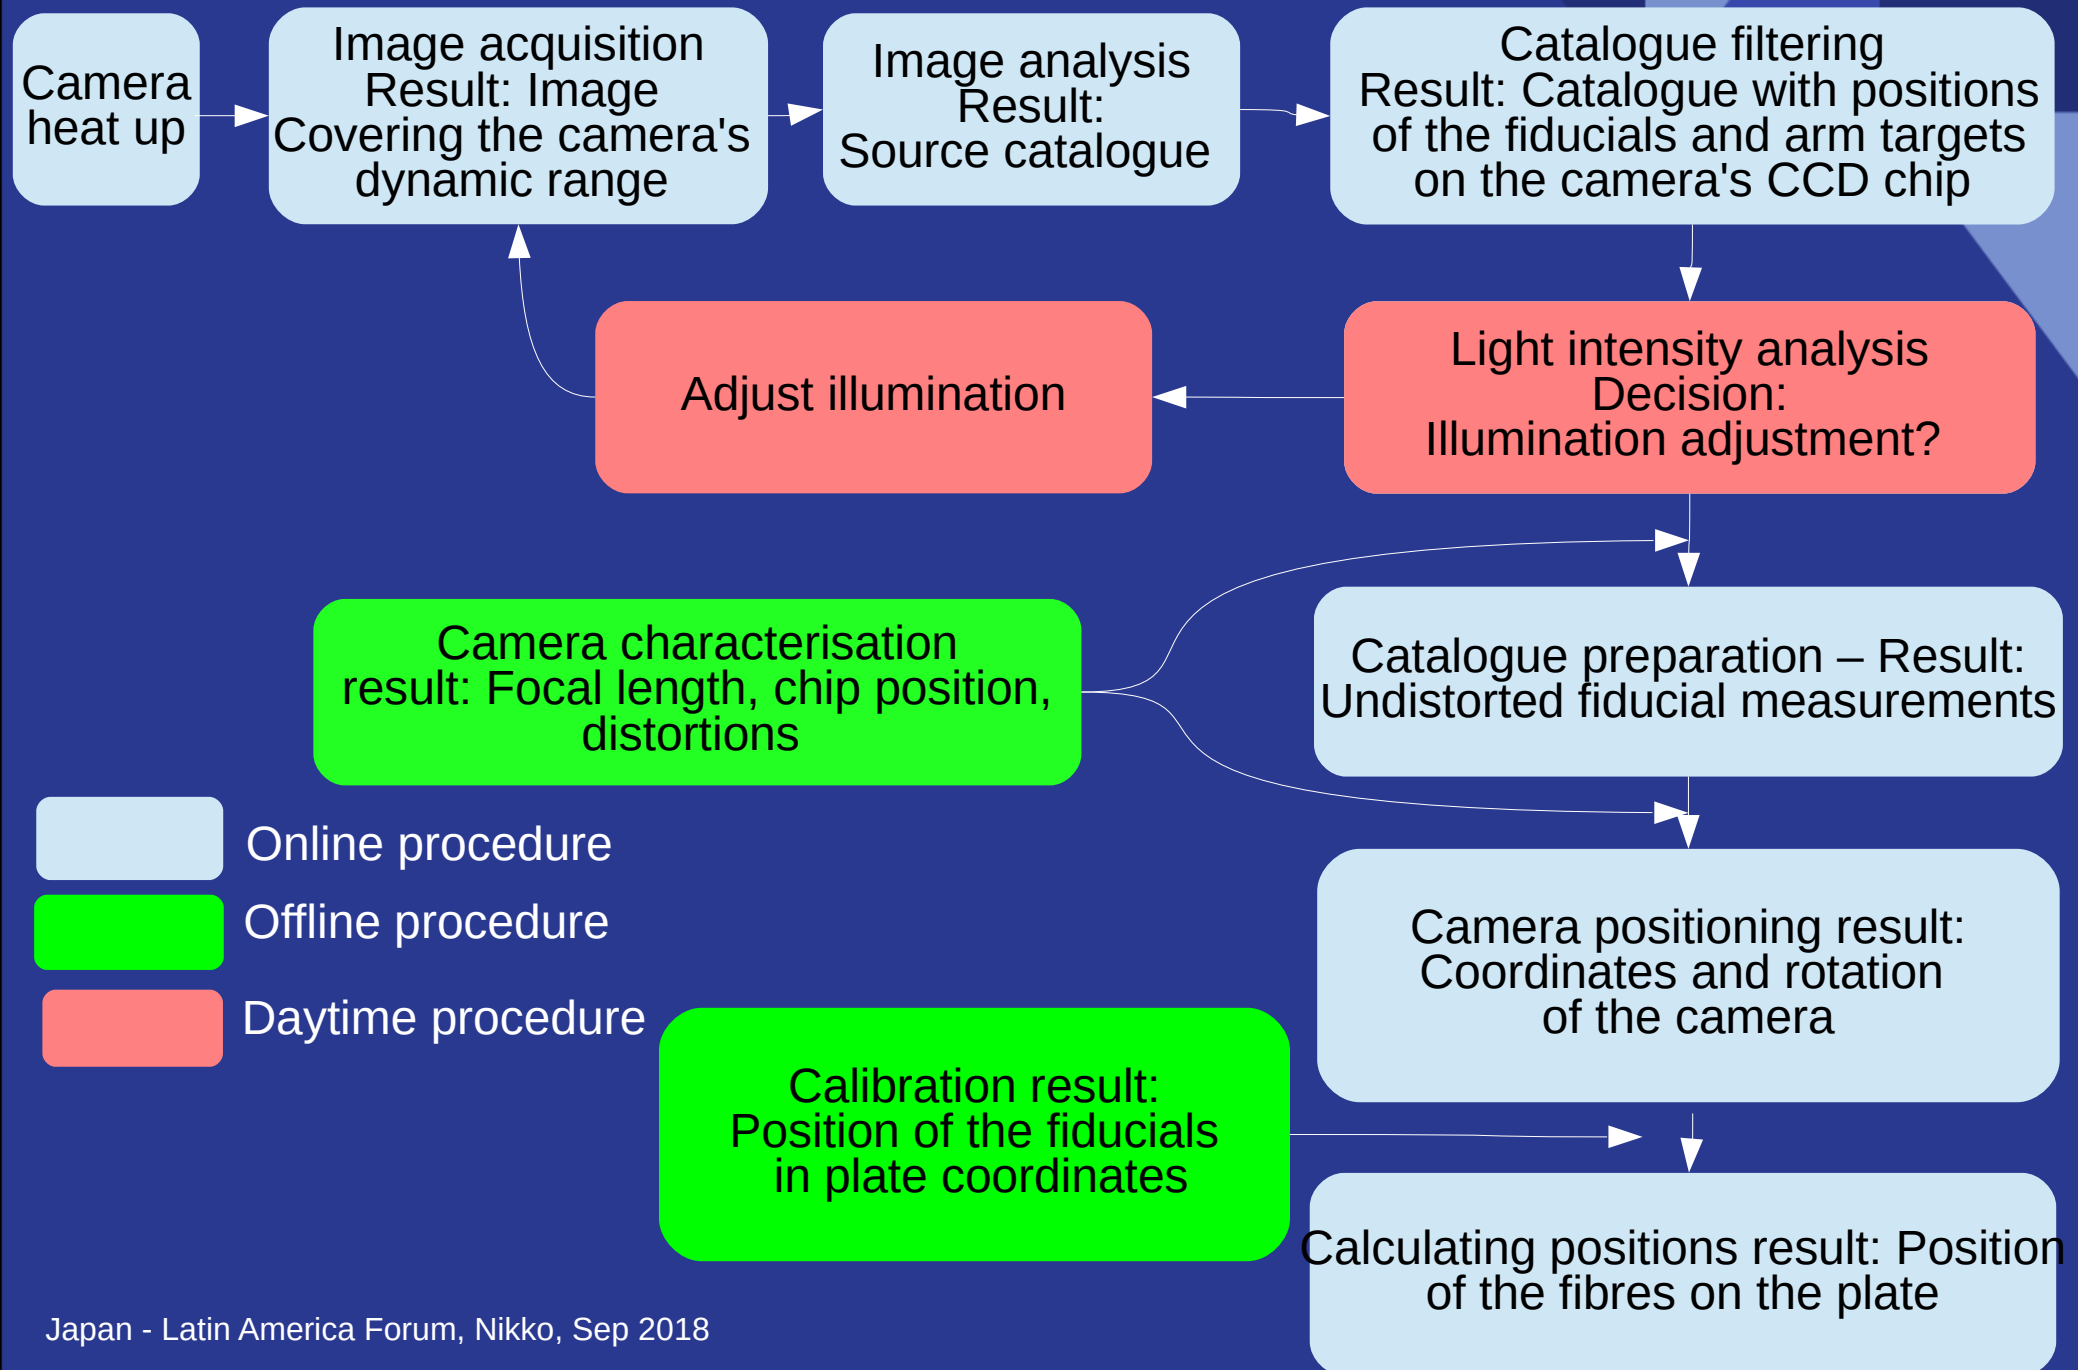 Camera
heat up
Image acquisition
Result: Image
Covering the camera's
dynamic range
Image analysis
Result:
Source catalogue
Catalogue filtering
Result: Catalogue with positions
of the fiducials and arm targets
on the camera's CCD chip
Adjust illumination
Light intensity analysis
Decision:
Illumination adjustment?
Camera characterisation
result: Focal length, chip position,
distortions
Catalogue preparation – Result:
Undistorted fiducial measurements
Online procedure
Offline procedure
Daytime procedure
Camera positioning result:
Coordinates and rotation
of the camera
Calibration result:
Position of the fiducials
in plate coordinates
Calculating positions result: Position
of the fibres on the plate
Japan - Latin America Forum, Nikko, Sep 2018